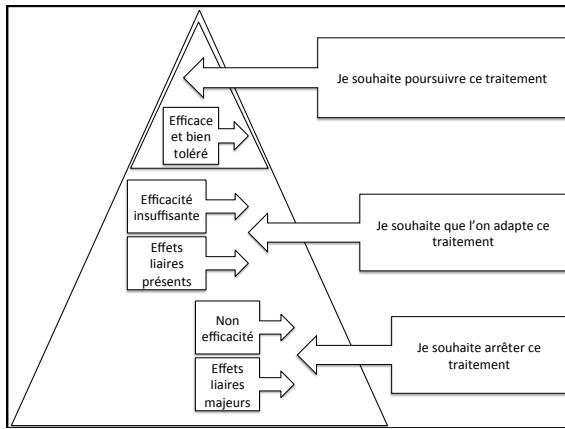 Je souhaite poursuivre ce traitement
Efficace
et bien
toléré
Efficacité
insuffisante
Je souhaite que l'on adapte ce
traitement
Effets
liaires
présents
Non
efficacité
Je souhaite arrêter ce
traitement
Effets
liaires
majeurs